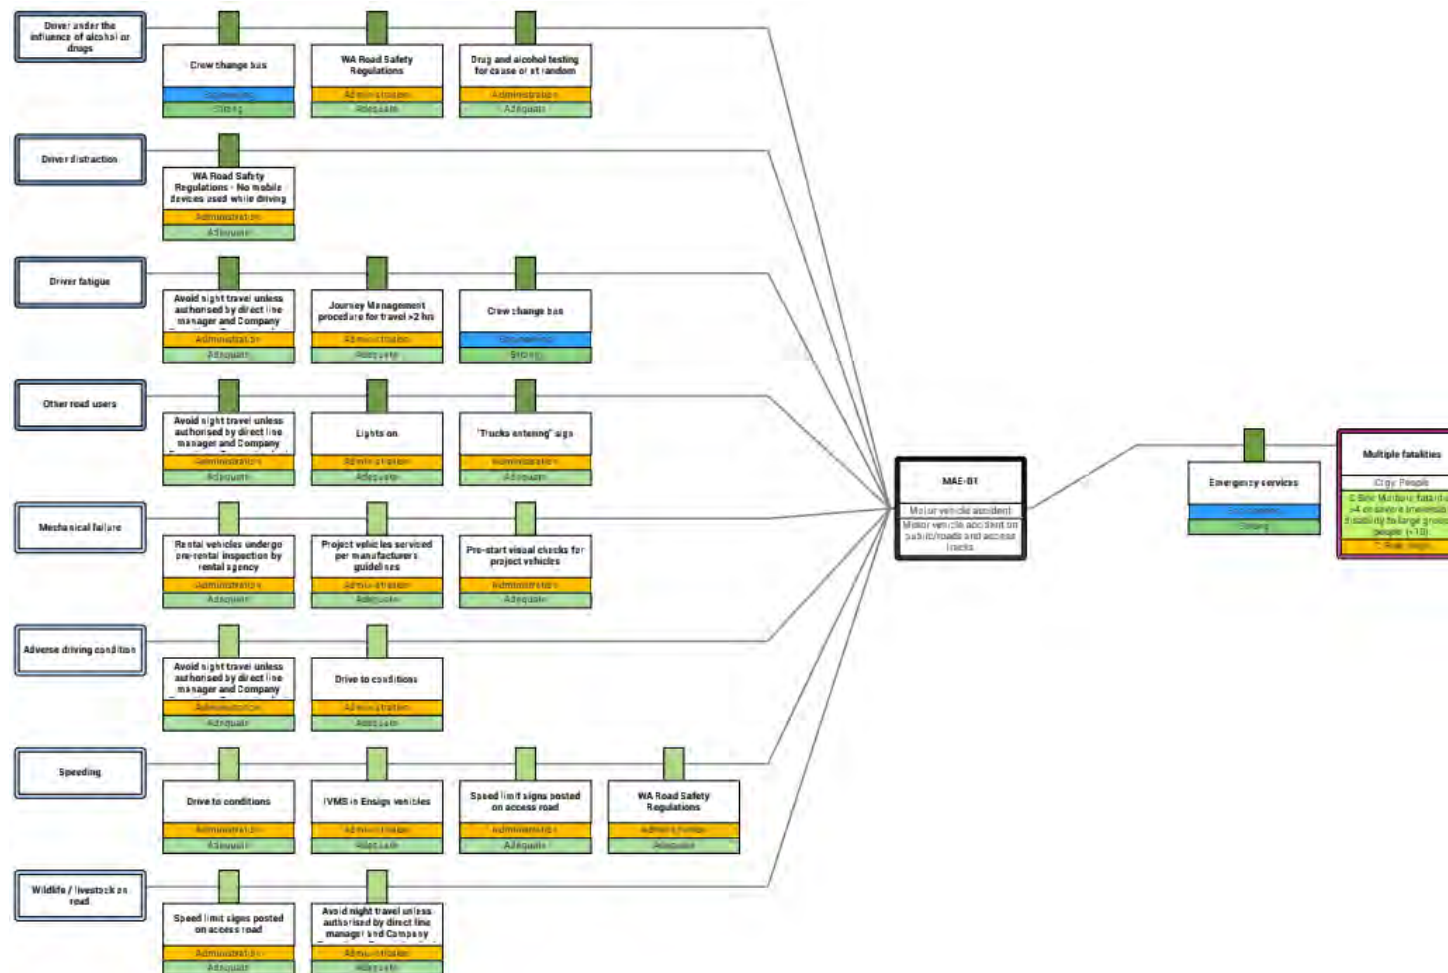 Driver under the
influence of alcohol or
drugs
Crew change bus
Engineering
Strong
WA Road Safety
Regulations
Administration
Adequate
Drug and alcohol testing
for cause or at random
Administration
Adequate
Driver distraction
WA Road Safety
Regulations - No mobile
devices used while driving
Administration
Adequate
Driver fatigue
Avoid night travel unless
authorised by direct line
manager and Company
Administration
Adequate
Journey Management
procedure for travel >2 hrs
Administration
Adequate
Crew change bus
Engineering
Strong
Other road users
Avoid night travel unless
authorised by direct line
manager and Company
Administration
Adequate
Lights on
Administration
Adequate
"Trucks entering" sign
Administration
Adequate
MAE-01
Motor vehicle accident
Motor vehicle accident on
public roads and access
tracks
Emergency services
Engineering
Strong
Multiple fatalities
People
Mechanical failure
Rental vehicles undergo
pre-rental inspection by
rental agency
Administration
Adequate
Project vehicles serviced
per manufacturers
guidelines
Administration
Adequate
Pre-start visual checks for
project vehicles
Administration
Adequate
Adverse driving condition
Avoid night travel unless
authorised by direct line
manager and Company
Administration
Adequate
Drive to conditions
Administration
Adequate
Speeding
Drive to conditions
Administration
Adequate
IVMS in Ensign vehicles
Administration
Adequate
Speed limit signs posted
on access road
Administration
Adequate
WA Road Safety
Regulations
Administration
Adequate
Wildlife / livestock on
road
Speed limit signs posted
on access road
Administration
Adequate
Avoid night travel unless
authorised by direct line
manager and Company
Administration
Adequate